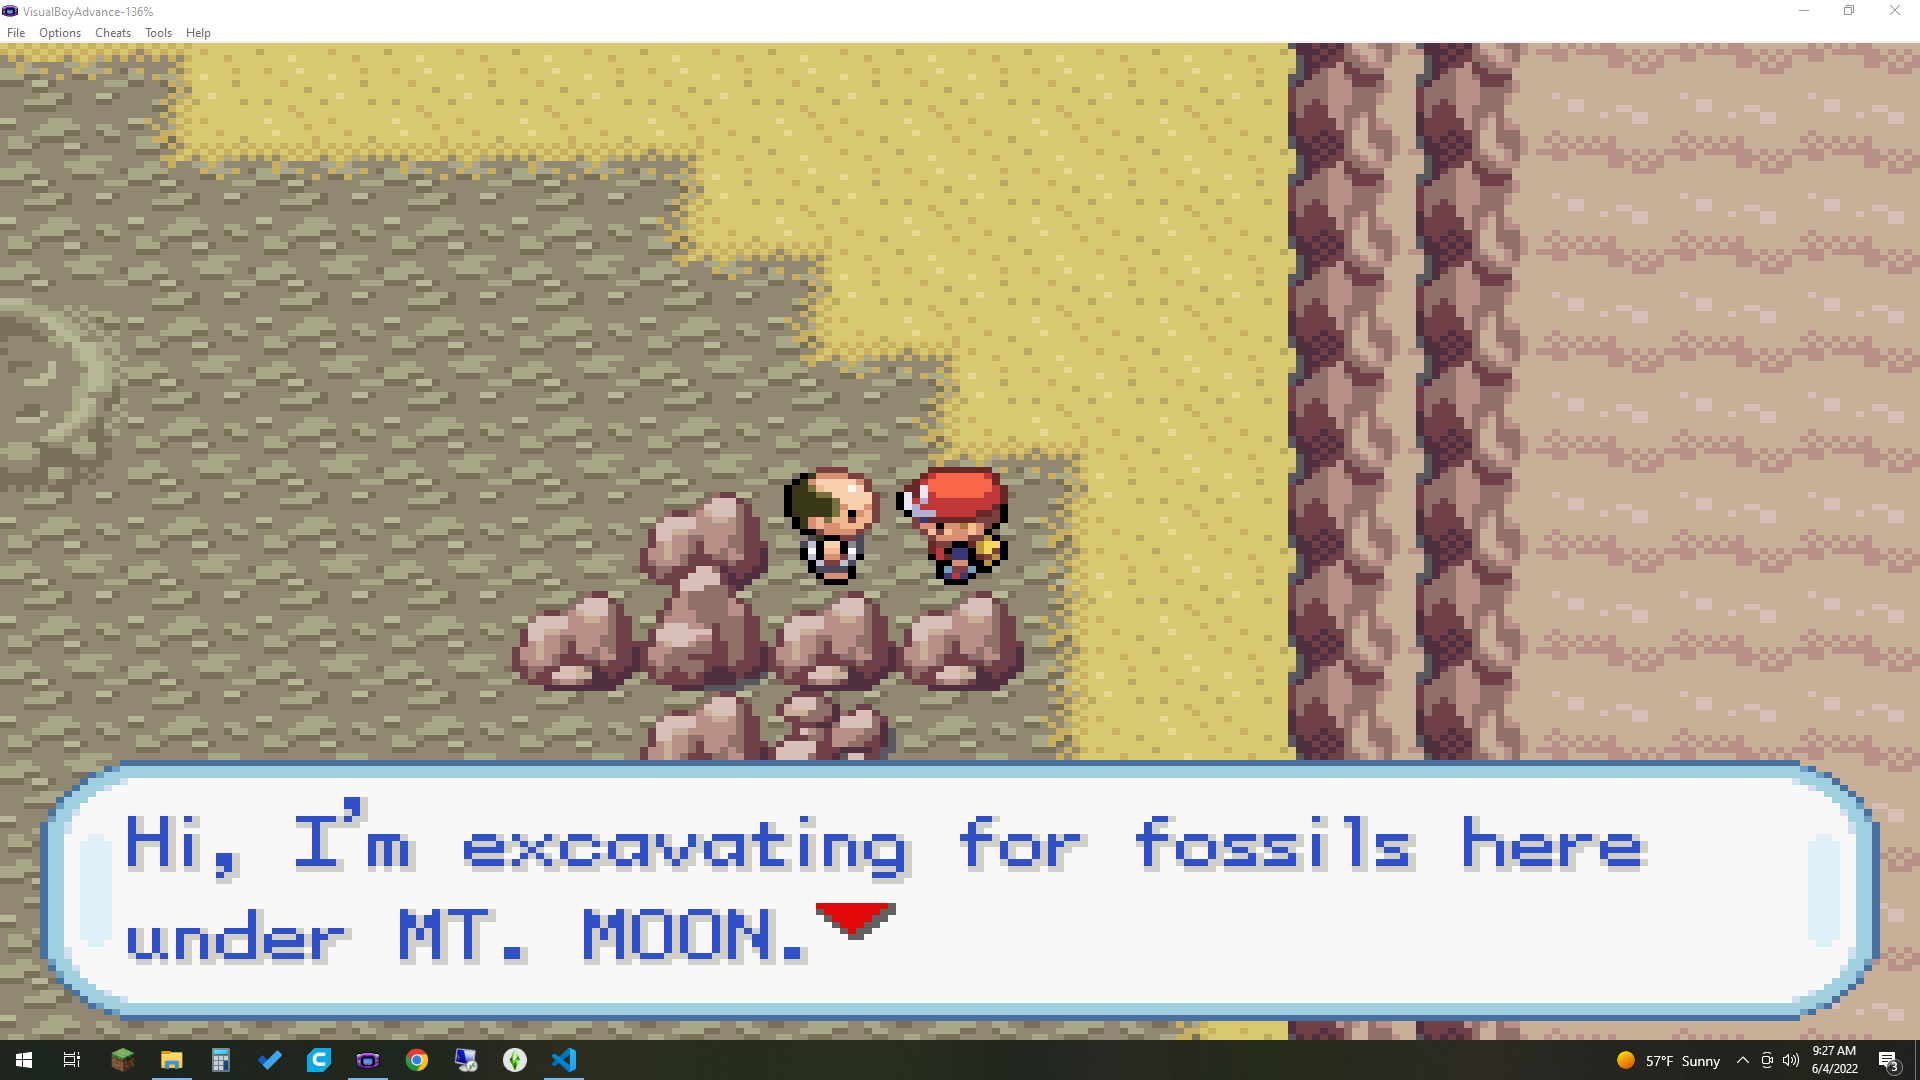 VisualBoyAdvance-136%
File Options Cheats Tools Help
Hi, I'm excavating for fossils here
under MT. MOON.
57°F Sunny
9:27 AM
6/4/2022
3